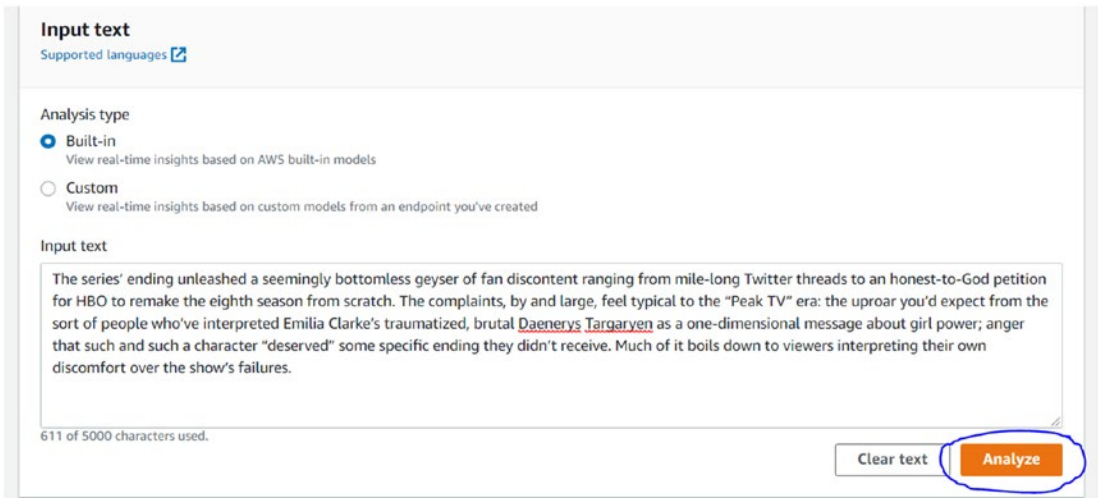 Input text
Supported languages
Analysis type
Built-in
View real-time insights based on AWS built-in models
Custom
View real-time insights based on custom models from an endpoint you've created
Input text
The series’ ending unleashed a seemingly bottomless geyser of fan discontent ranging from mile-long Twitter threads to an honest-to-God petition
for HBO to remake the eighth season from scratch. The complaints, by and large, feel typical to the “Peak TV” era: the uproar you’d expect from the
sort of people who’ve interpreted Emilia Clarke’s traumatized, brutal Daenerys Targaryen as a one-dimensional message about girl power; anger
that such and such a character “deserved” some specific ending they didn’t receive. Much of it boils down to viewers interpreting their own
discomfort over the show’s failures.
611 of 5000 characters used.
Clear text Analyze